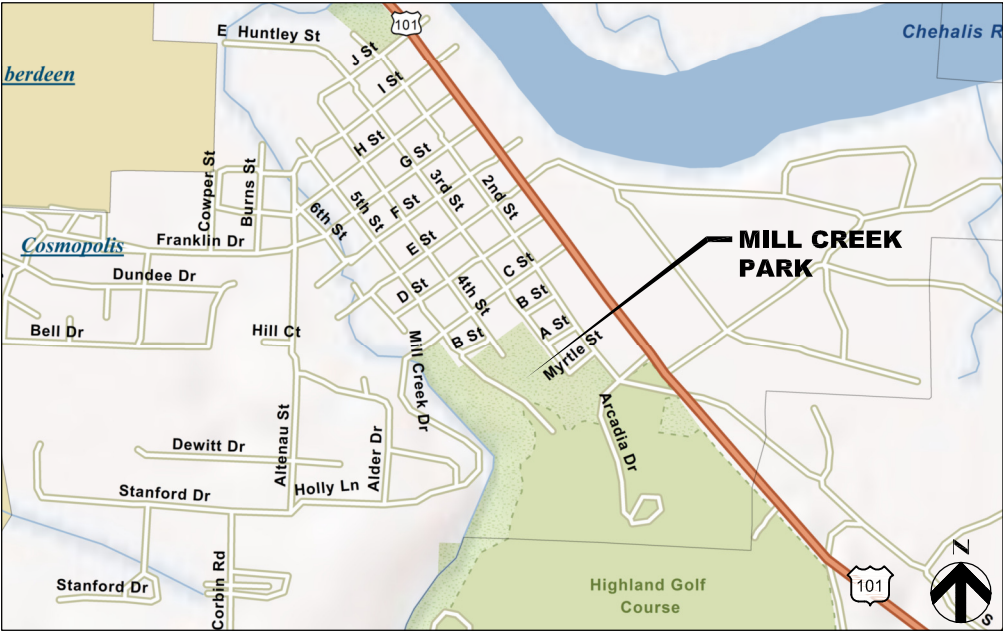 101
E Huntley St
J St
Chehalis R
I St
berdeen
H St
G St
Cowper St
Burns St
3rd St
2nd St
5th St
F St
6th St
Cosmopolis
Franklin Dr
E St
MILL CREEK
PARK
Dundee Dr
C St
D St
4th St
B St
Bell Dr
Hill Ct
A St
B St
Mill Creek Dr
Myrtle St
Arcadia Dr
Altenau St
Alder Dr
Dewitt Dr
Stanford Dr
Holly Ln
N
Stanford Dr
Corbin Rd
Highland Golf
Course
101
S